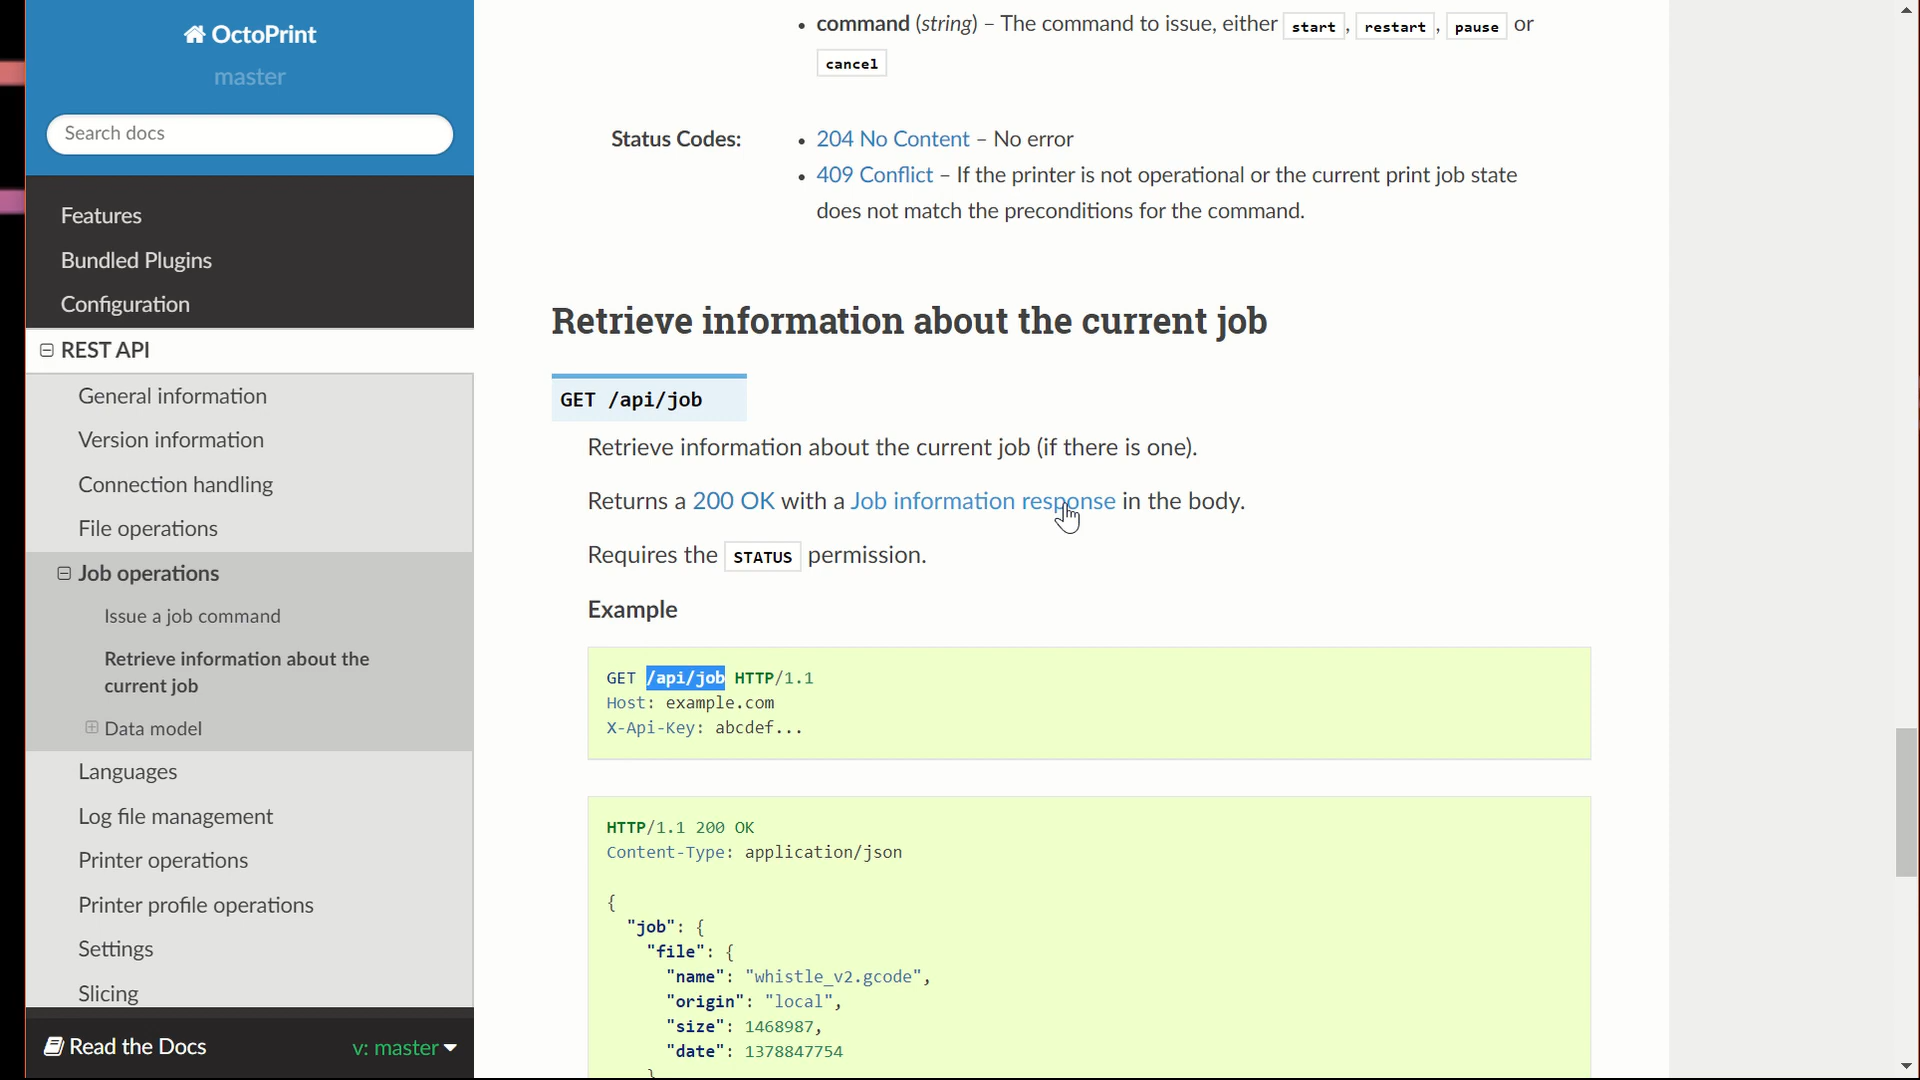 OctoPrint
master
Search docs
Features
Bundled Plugins
Configuration
REST API
General information
Version information
Connection handling
File operations
Job operations
Issue a job command
Retrieve information about the
current job
Data model
Languages
Log file management
Printer operations
Printer profile operations
Settings
Slicing
Read the Docs
v: master
• command (string) – The command to issue, either start, restart, pause or
cancel
Status Codes:
• 204 No Content – No error
• 409 Conflict – If the printer is not operational or the current print job state
does not match the preconditions for the command.
Retrieve information about the current job
GET /api/job
Retrieve information about the current job (if there is one).
Returns a 200 OK with a Job information response in the body.
Requires the STATUS permission.
Example
GET /api/job HTTP/1.1
Host: example.com
X-Api-Key: abcdef...
HTTP/1.1 200 OK
Content-Type: application/json
{
"job": {
"file": {
"name": "whistle_v2.gcode",
"origin": "local",
"size": 1468987,
"date": 1378847754
}